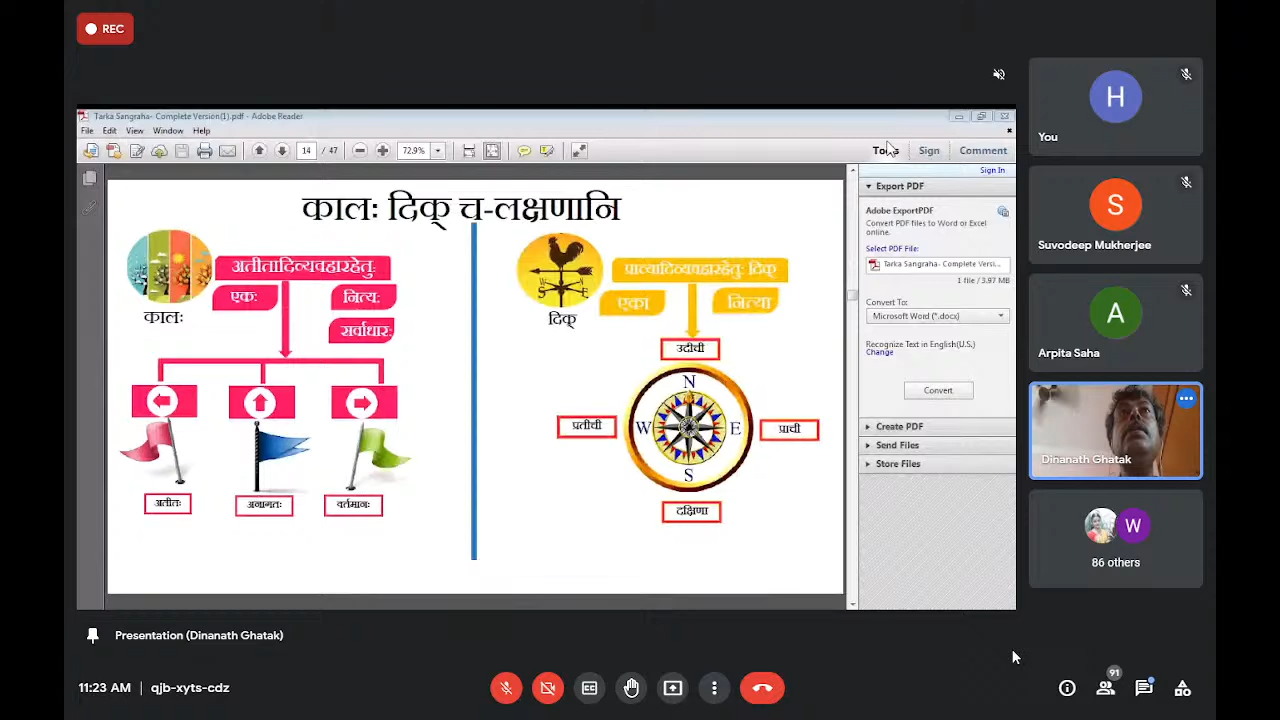 REC
Tarka Sangraha- Complete Version(1).pdf - Adobe Reader
File Edit View Window Help
14 / 47 72.9% Tools Sign Comment
Sign In
कालः दिक् च-लक्षणानि
अतीतादिव्यवहारहेतुः
एकः
नित्यः
सर्वाधारः
कालः
अतीतः
अनागतः
वर्तमानः
प्राच्यादिव्यवहारहेतुः दिक्
एका
नित्या
दिक्
W
S
E
उदीची
N
प्रतीची
W
E
प्राची
S
दक्षिणा
Export PDF
Adobe ExportPDF
Convert PDF files to Word or Excel
online.
Select PDF File:
Tarka Sangraha- Complete Versi...
1 file / 3.97 MB
Convert To:
Microsoft Word (*.docx)
Recognize Text in English(U.S.)
Change
Convert
Create PDF
Send Files
Store Files
H
You
S
Suvodeep Mukherjee
A
Arpita Saha
Dinanath Ghatak
W
86 others
Presentation (Dinanath Ghatak)
11:23 AM | qjb-xyts-cdz
CC
91